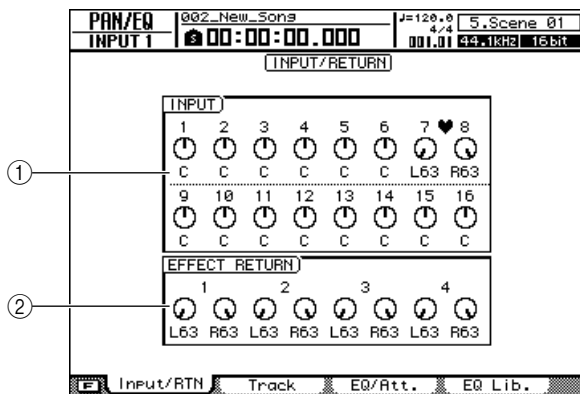 PAN/EQ 002_New_Song ♩=120.0 4/4 5.Scene 01
INPUT 1 S 00:00:00.000 001.01 44.1kHz 16bit
INPUT/RETURN
INPUT
1 2 3 4 5 6 7 ♥ 8
C C C C C C L63 R63
①
9 10 11 12 13 14 15 16
C C C C C C C C
EFFECT RETURN
1 2 3 4
②
L63 R63 L63 R63 L63 R63 L63 R63
F Input/RTN Track EQ/Att. EQ Lib.